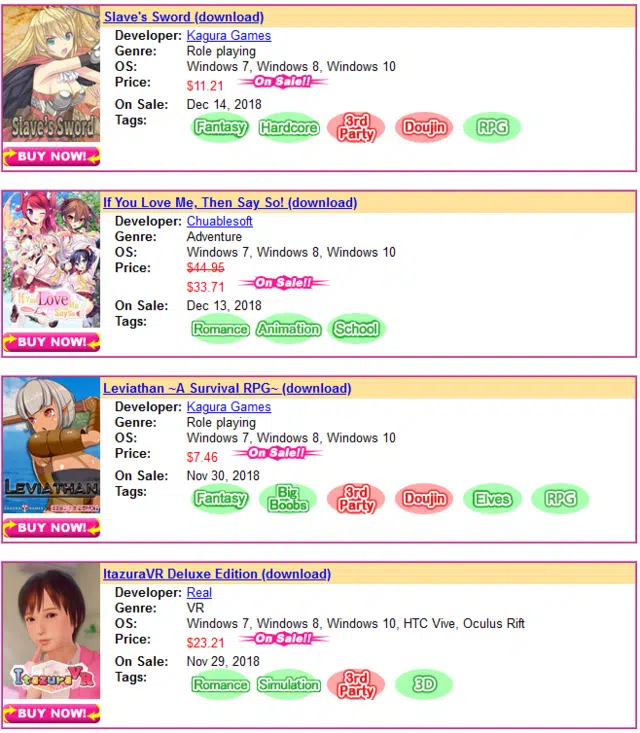 Slave's Sword (download)
Developer: Kagura Games
Genre: Role playing
OS: Windows 7, Windows 8, Windows 10
Price: $11.21 On Sale!!
On Sale: Dec 14, 2018
Tags: Fantasy Hardcore 3rd Party Doujin RPG
Slave's Sword
BUY NOW!
If You Love Me, Then Say So! (download)
Developer: Chuablesoft
Genre: Adventure
OS: Windows 7, Windows 8, Windows 10
Price: $44.95
$33.71 On Sale!!
On Sale: Dec 13, 2018
Tags: Romance Animation School
If You Love Me
Say So!
BUY NOW!
Leviathan ~A Survival RPG~ (download)
Developer: Kagura Games
Genre: Role playing
OS: Windows 7, Windows 8, Windows 10
Price: $7.46 On Sale!!
On Sale: Nov 30, 2018
Tags: Fantasy Big Boobs 3rd Party Doujin Elves RPG
LEVIATHAN
BUY NOW!
ItazuraVR Deluxe Edition (download)
Developer: Real
Genre: VR
OS: Windows 7, Windows 8, Windows 10, HTC Vive, Oculus Rift
Price: $23.21 On Sale!!
On Sale: Nov 29, 2018
Tags: Romance Simulation 3rd Party 3D
ItazuraVR
BUY NOW!